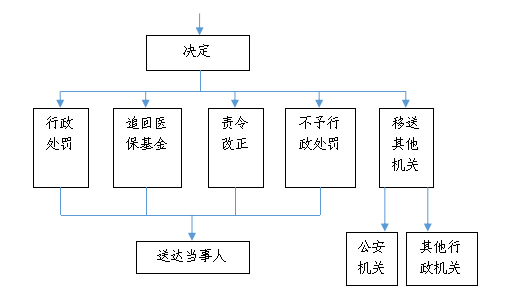 决定
行政
处罚
追回医
保基金
责令
改正
不予行
政处罚
移送
其他
机关
送达当事人
公安
机关
其他行
政机关